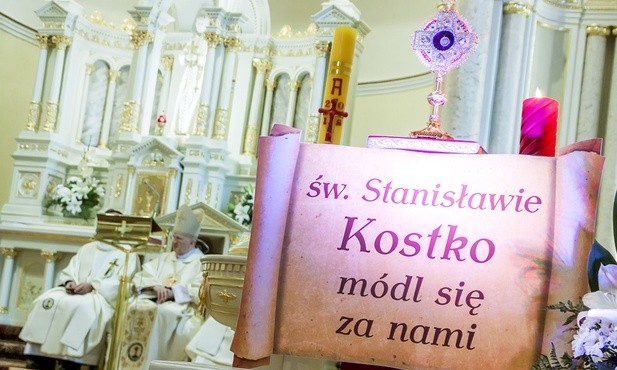 św. Stanisławie
Kostko
módl się
za nami